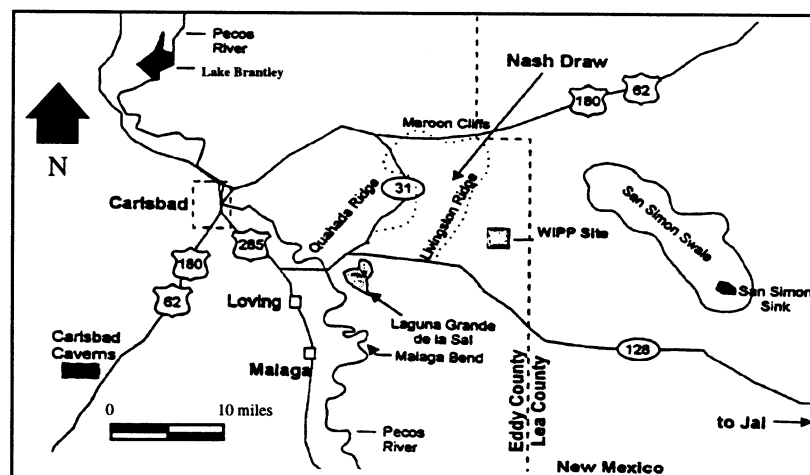 Pecos
River
Lake Brantley
Nash Draw
180
62
Maroon Cliffs
N
Carlsbad
Quahada Ridge
31
Livingston Ridge
San Simon Swale
WIPP Site
285
180
62
San Simon
Sink
Loving
Laguna Grande
de la Sal
Carlsbad
Caverns
Malaga
Malaga Bend
128
0
10 miles
Eddy County
Lea County
to Jal
Pecos
River
New Mexico